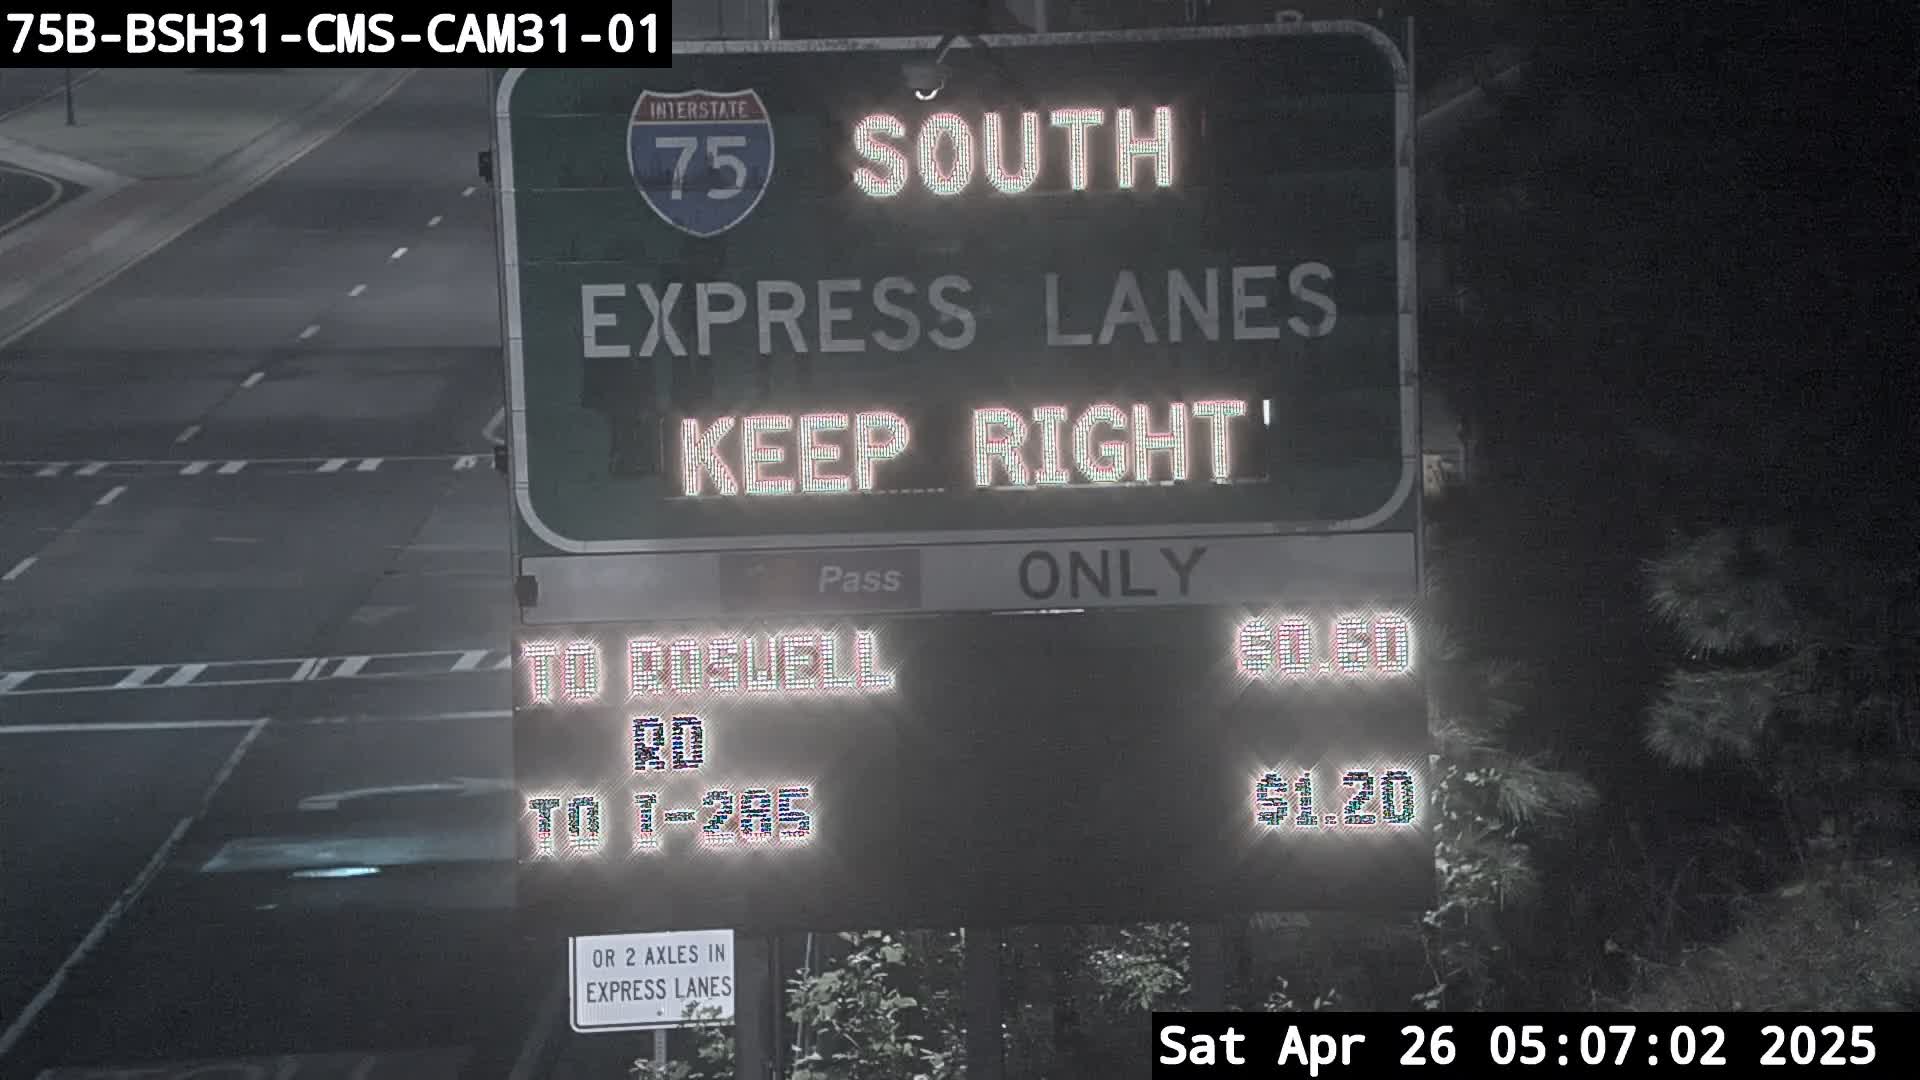 75B-BSH31-CMS-CAM31-01
INTERSTATE
75
SOUTH
EXPRESS LANES
KEEP RIGHT
Pass ONLY
TO ROSWELL $0.60
RD
TO I-285 $1.20
OR 2 AXLES IN
EXPRESS LANES
Sat Apr 26 05:07:02 2025